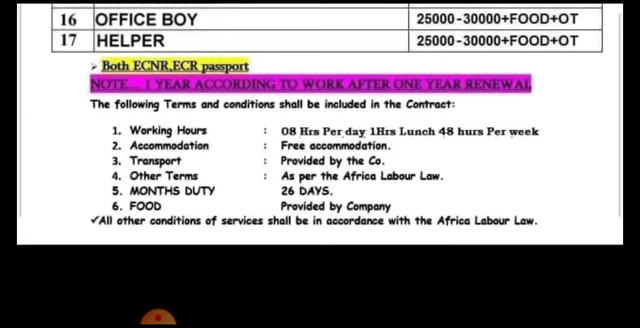 16 OFFICE BOY 25000-30000+FOOD+OT
17 HELPER 25000-30000+FOOD+OT
➢ Both ECNR,ECR passport
NOTE... 1 YEAR ACCORDING TO WORK AFTER ONE YEAR RENEWAL
The following Terms and conditions shall be included in the Contract:
1. Working Hours : 08 Hrs Per day 1Hrs Lunch 48 hurs Per week
2. Accommodation : Free accommodation.
3. Transport : Provided by the Co.
4. Other Terms : As per the Africa Labour Law.
5. MONTHS DUTY 26 DAYS.
6. FOOD Provided by Company
✓All other conditions of services shall be in accordance with the Africa Labour Law.